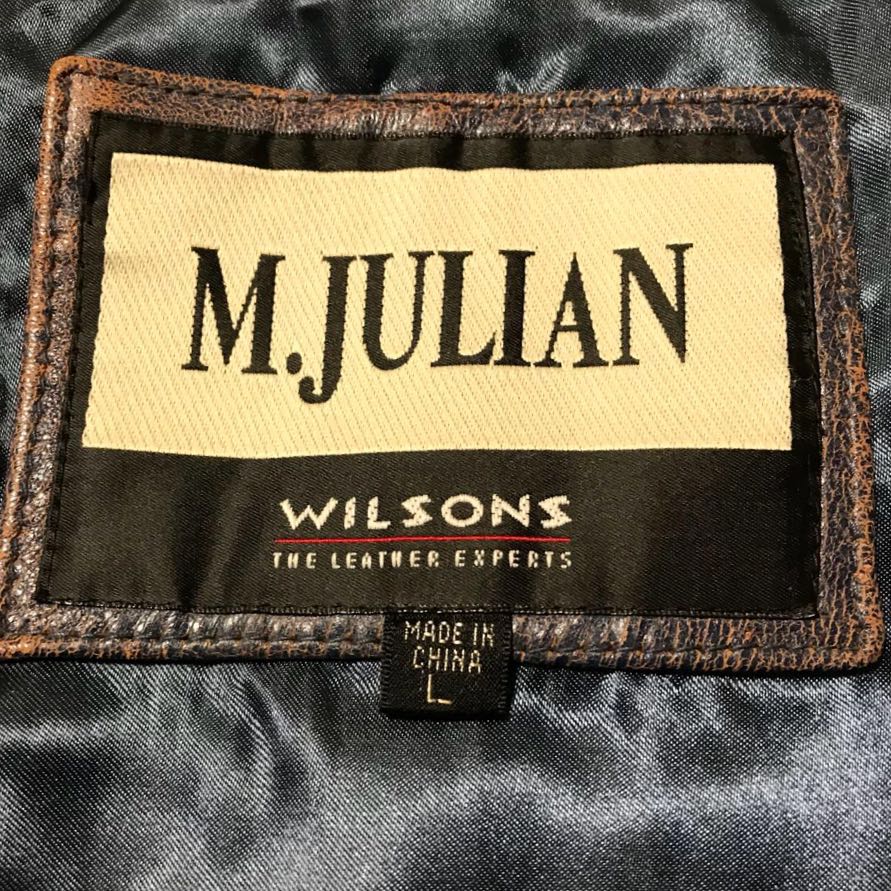 M.JULIAN
WILSONS
THE LEATHER EXPERTS
MADE IN
CHINA
L